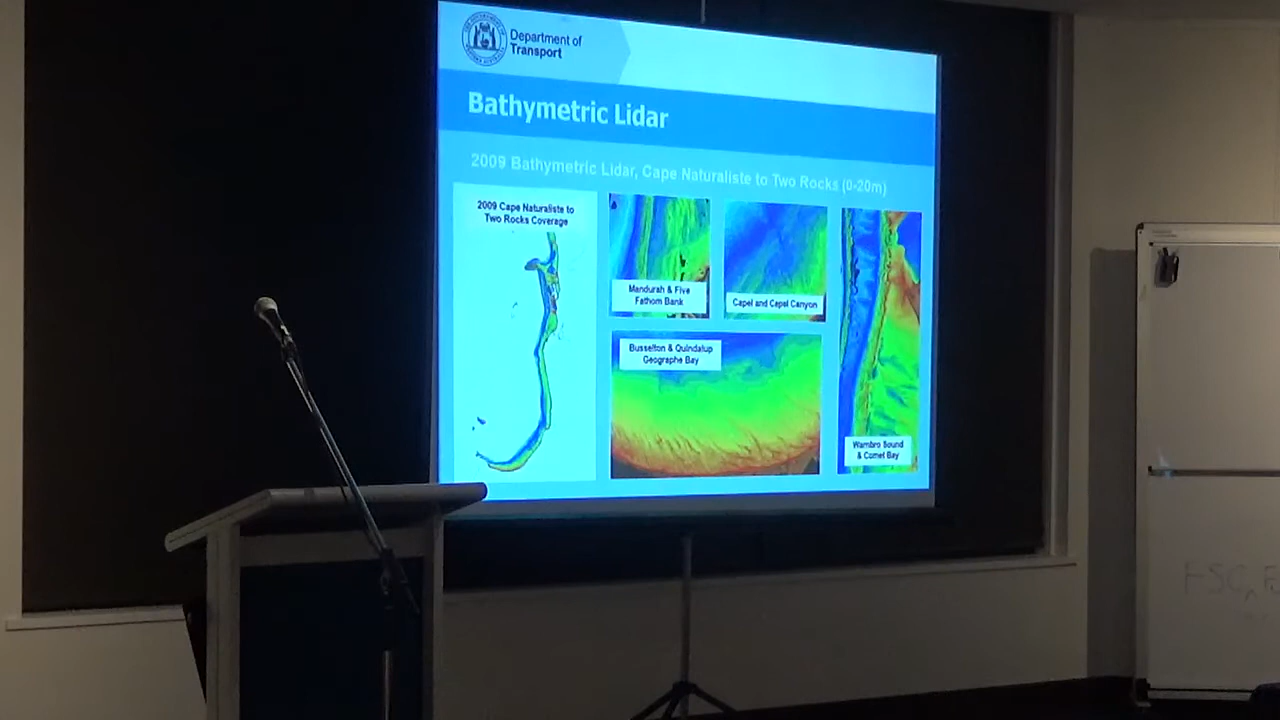 Department of
Transport
Bathymetric Lidar
2009 Bathymetric Lidar, Cape Naturaliste to Two Rocks (0-20m)
2009 Cape Naturaliste to
Two Rocks Coverage
Mandurah & Five
Fathom Bank
Capel and Capel Canyon
Busselton & Quindalup
Geographe Bay
Warnbro Sound
& Comet Bay